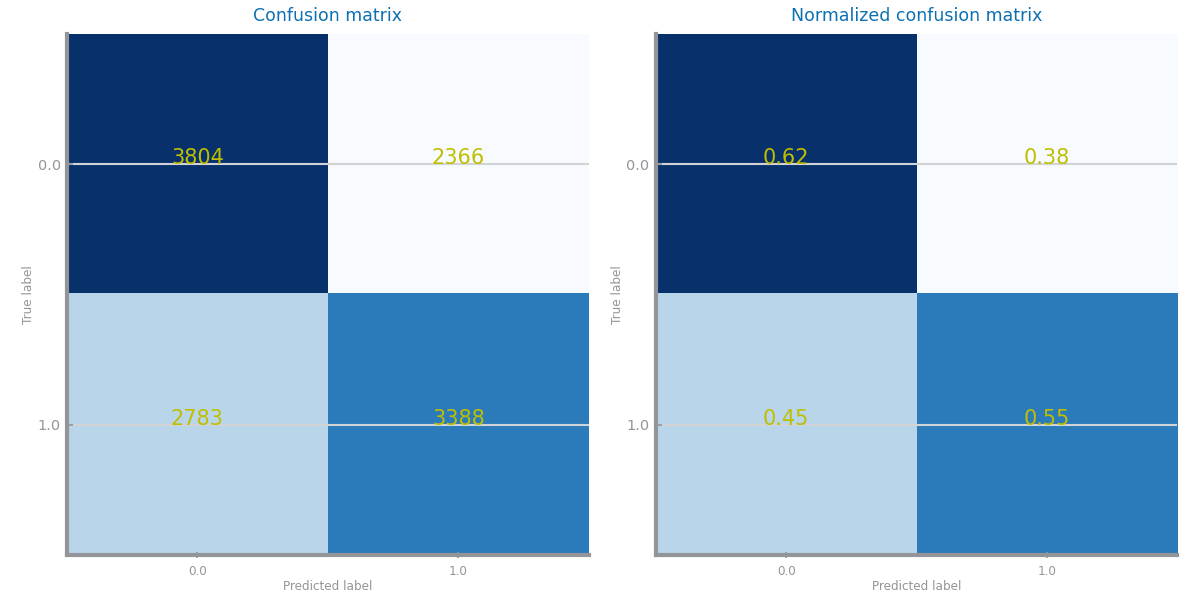 Confusion matrix
0.0
1.0
True label
3804
2366
2783
3388
0.0
1.0
Predicted label
Normalized confusion matrix
0.0
1.0
True label
0.62
0.38
0.45
0.55
0.0
1.0
Predicted label